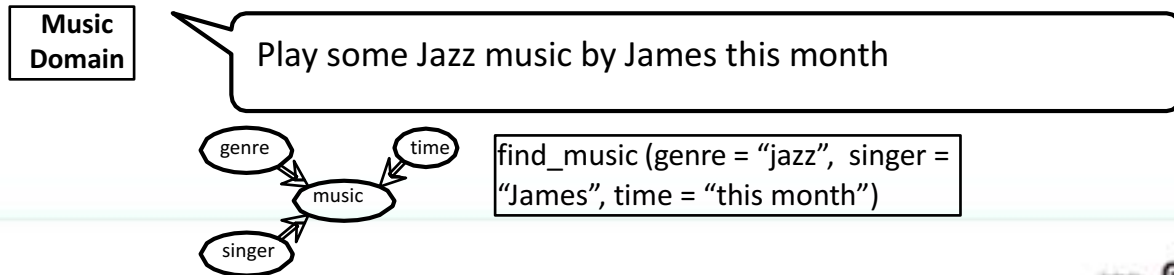 Music
Domain
Play some Jazz music by James this month
genre
time
music
singer
find_music (genre = “jazz”, singer =
“James”, time = “this month”)